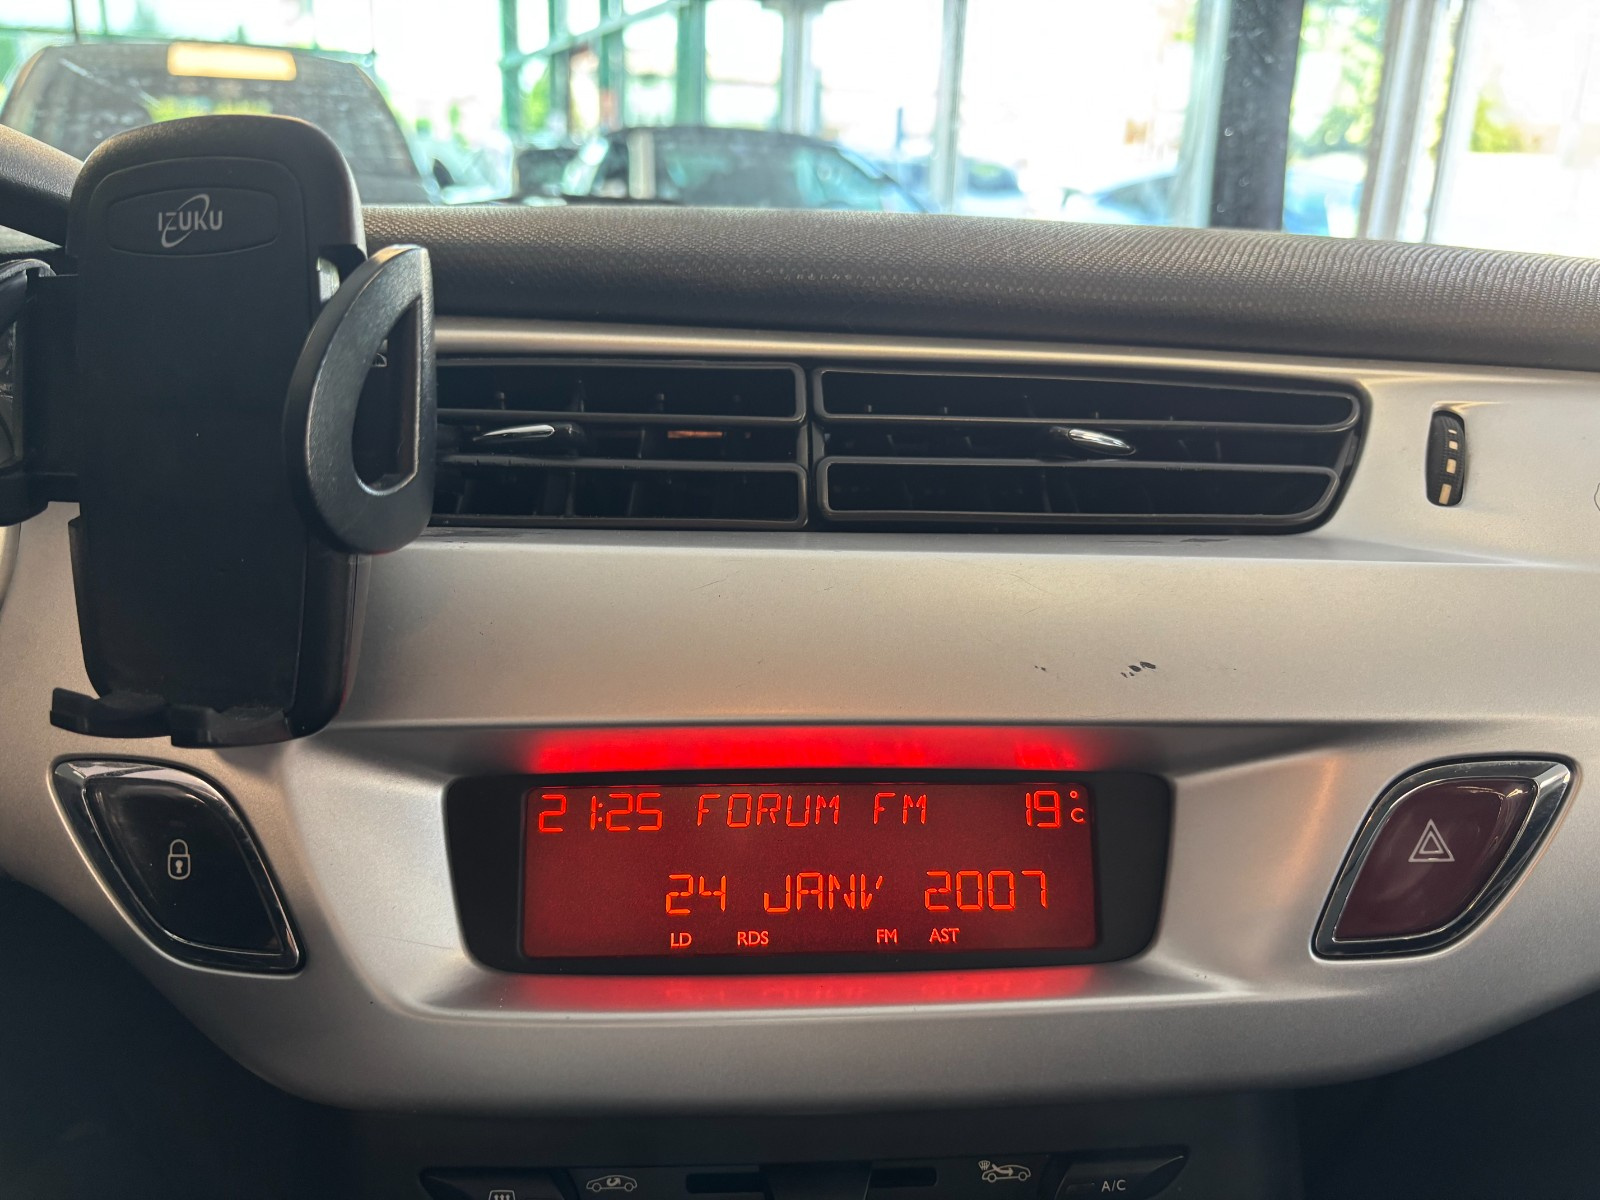 IZUKU
21:25 FORUM FM 19°C
24 JANV 2007
LD RDS FM AST
A/C